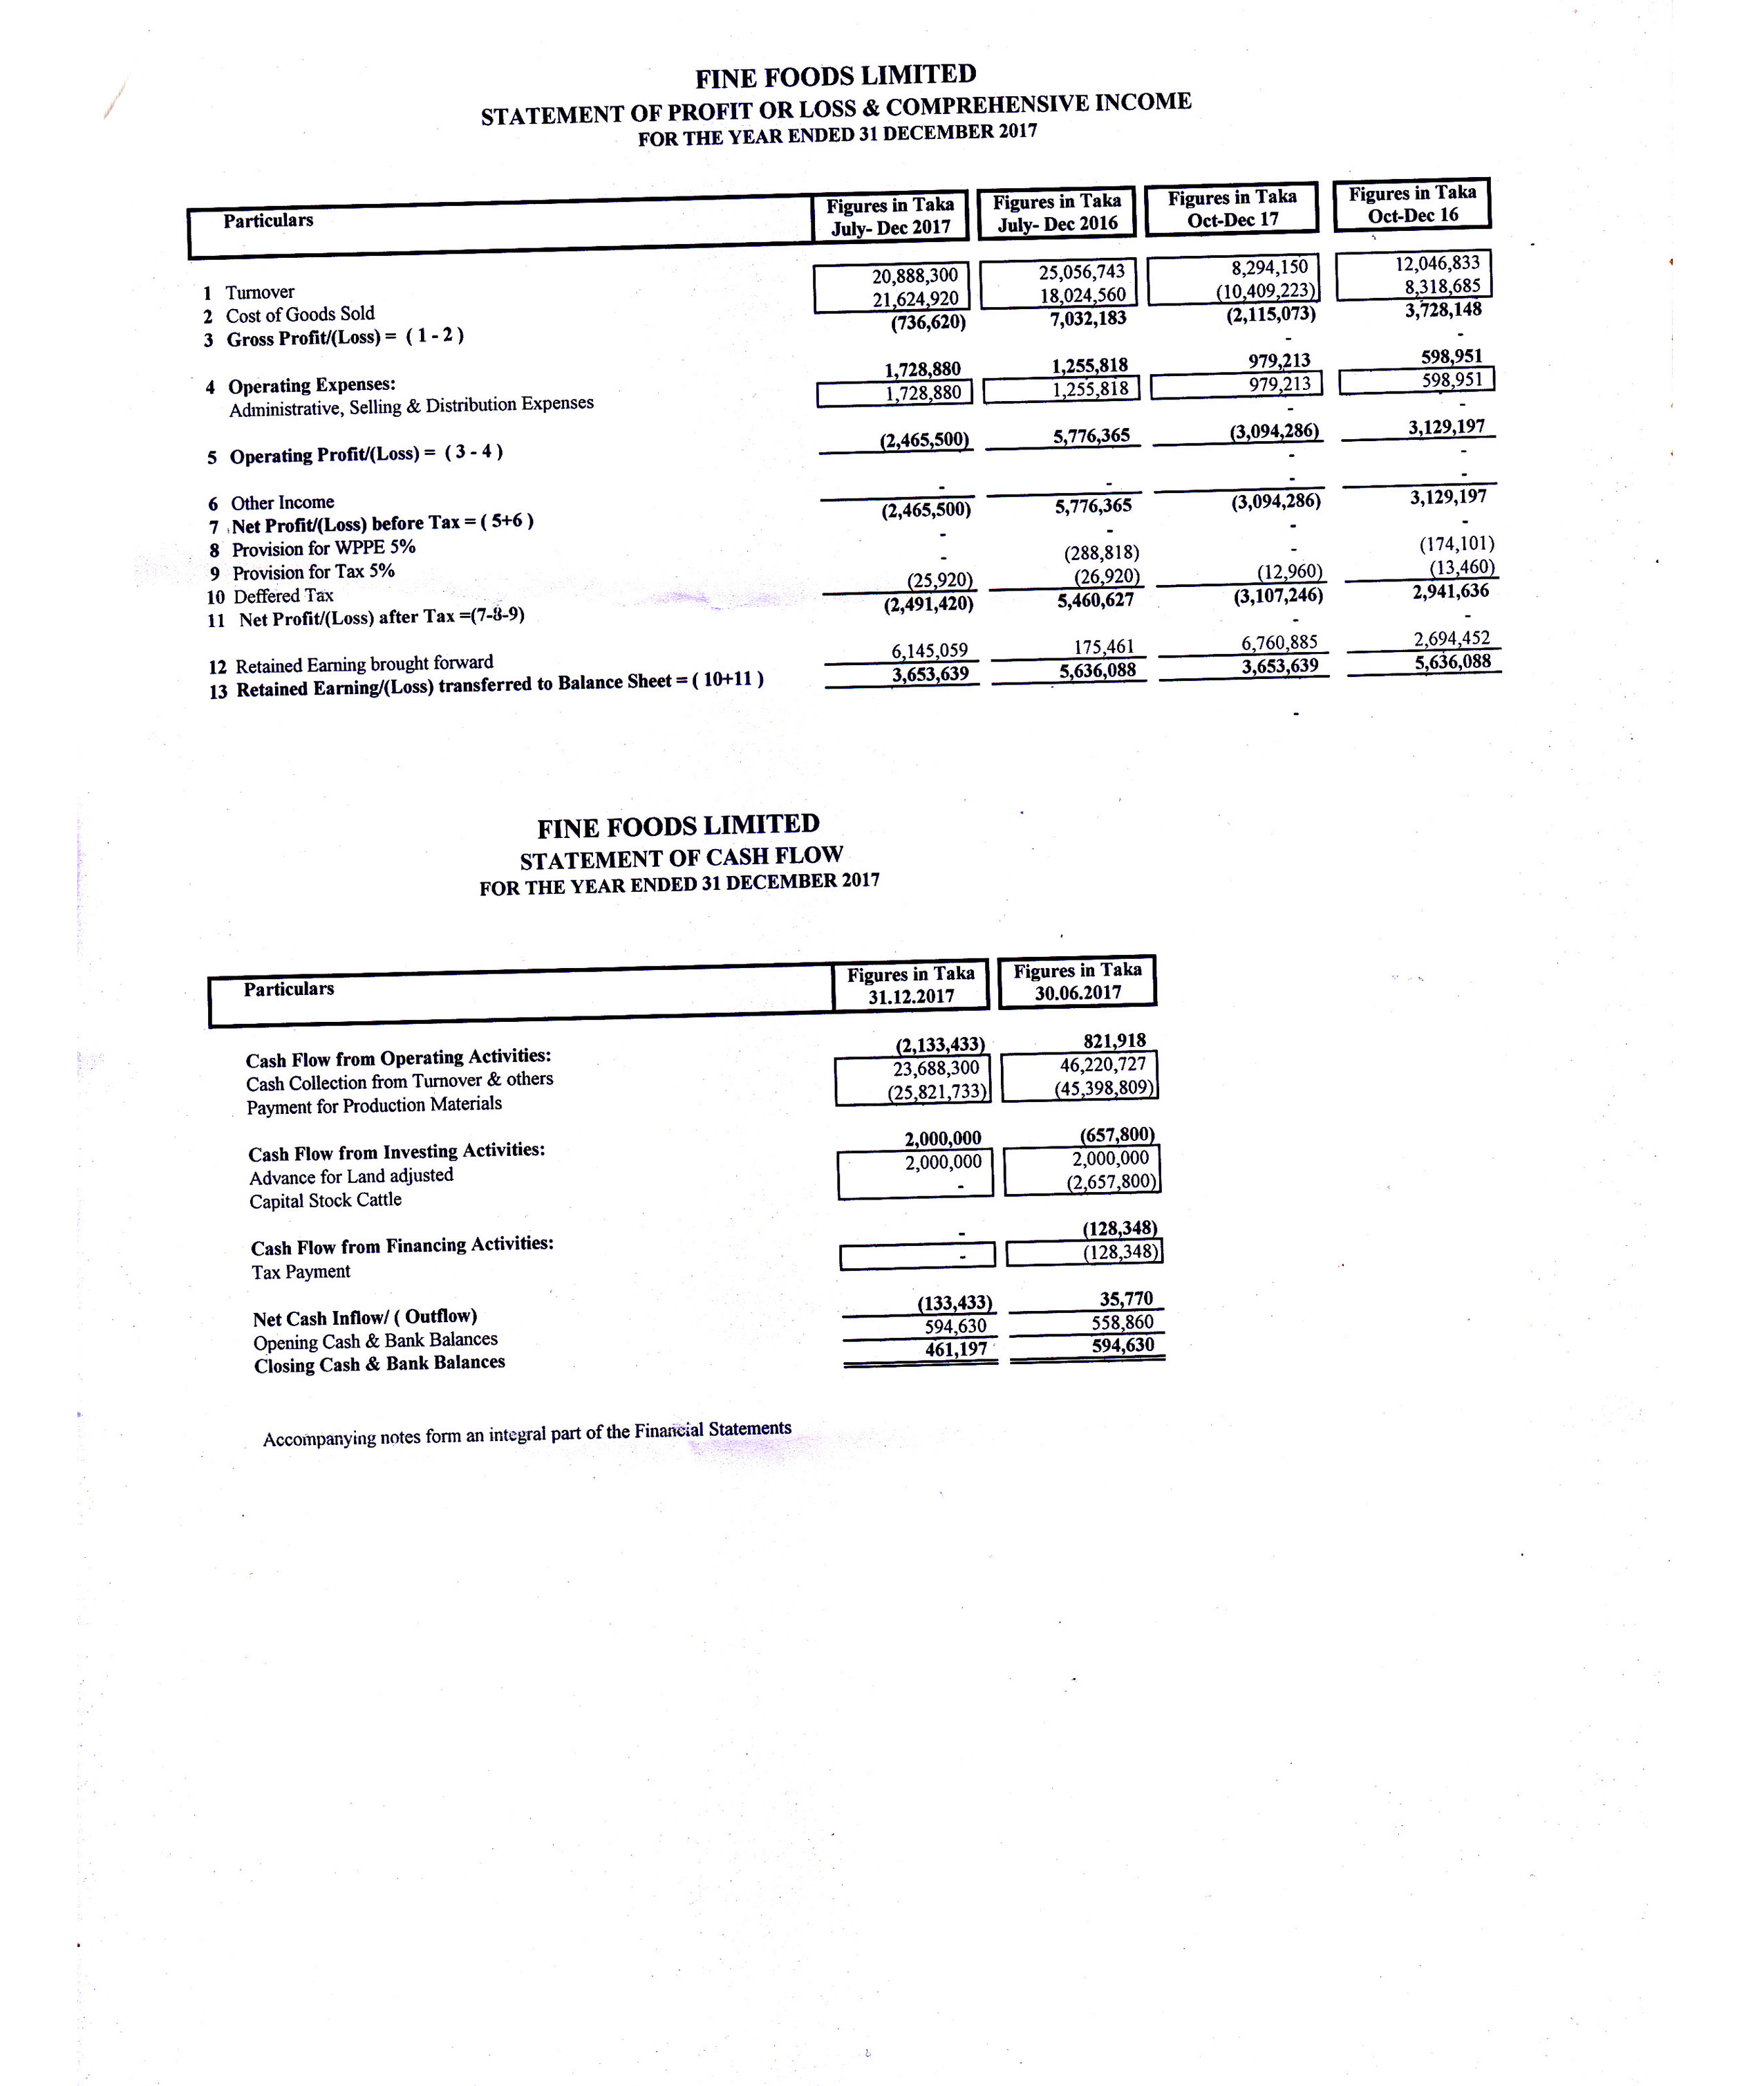 FINE FOODS LIMITED
STATEMENT OF PROFIT OR LOSS & COMPREHENSIVE INCOME
FOR THE YEAR ENDED 31 DECEMBER 2017
Particulars Figures in Taka July- Dec 2017 Figures in Taka July- Dec 2016 Figures in Taka Oct-Dec 17 Figures in Taka Oct-Dec 16
1 Turnover 20,888,300 25,056,743 8,294,150 12,046,833
2 Cost of Goods Sold 21,624,920 18,024,560 (10,409,223) 8,318,685
3 Gross Profit/(Loss) = ( 1 - 2 ) (736,620) 7,032,183 (2,115,073) 3,728,148
- -
4 Operating Expenses: 1,728,880 1,255,818 979,213 598,951
Administrative, Selling & Distribution Expenses 1,728,880 1,255,818 979,213 598,951
- -
5 Operating Profit/(Loss) = ( 3 - 4 ) (2,465,500) 5,776,365 (3,094,286) 3,129,197
- -
6 Other Income - - - -
7 Net Profit/(Loss) before Tax = ( 5+6 ) (2,465,500) 5,776,365 (3,094,286) 3,129,197
8 Provision for WPPE 5% - - - -
9 Provision for Tax 5% - (288,818) - (174,101)
10 Deffered Tax (25,920) (26,920) (12,960) (13,460)
11 Net Profit/(Loss) after Tax =(7-8-9) (2,491,420) 5,460,627 (3,107,246) 2,941,636
- -
12 Retained Earning brought forward 6,145,059 175,461 6,760,885 2,694,452
13 Retained Earning/(Loss) transferred to Balance Sheet = ( 10+11 ) 3,653,639 5,636,088 3,653,639 5,636,088
-
FINE FOODS LIMITED
STATEMENT OF CASH FLOW
FOR THE YEAR ENDED 31 DECEMBER 2017
Particulars Figures in Taka 31.12.2017 Figures in Taka 30.06.2017
Cash Flow from Operating Activities: (2,133,433) 821,918
Cash Collection from Turnover & others 23,688,300 46,220,727
Payment for Production Materials (25,821,733) (45,398,809)
Cash Flow from Investing Activities: 2,000,000 (657,800)
Advance for Land adjusted 2,000,000 2,000,000
Capital Stock Cattle - (2,657,800)
Cash Flow from Financing Activities: - (128,348)
Tax Payment - (128,348)
Net Cash Inflow/ ( Outflow) (133,433) 35,770
Opening Cash & Bank Balances 594,630 558,860
Closing Cash & Bank Balances 461,197 594,630
Accompanying notes form an integral part of the Financial Statements